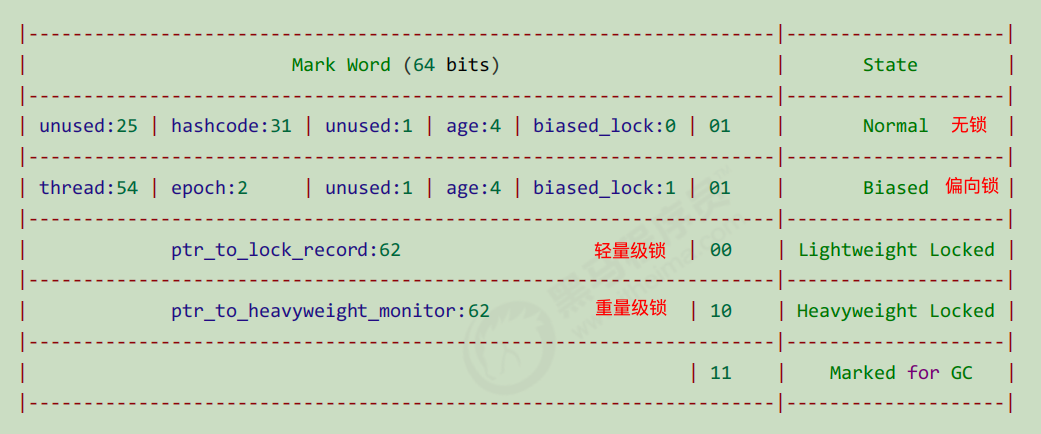 |--------------------------------------------------------------------|--------------------|
| Mark Word (64 bits) | State |
|--------------------------------------------------------------------|--------------------|
| unused:25 | hashcode:31 | unused:1 | age:4 | biased_lock:0 | 01 | Normal 无锁 |
|--------------------------------------------------------------------|--------------------|
| thread:54 | epoch:2 | unused:1 | age:4 | biased_lock:1 | 01 | Biased 偏向锁 |
|--------------------------------------------------------------------|--------------------|
| ptr_to_lock_record:62 轻量级锁 | 00 | Lightweight Locked |
|--------------------------------------------------------------------|--------------------|
| ptr_to_heavyweight_monitor:62 重量级锁 | 10 | Heavyweight Locked |
|--------------------------------------------------------------------|--------------------|
| | 11 | Marked for GC |
|--------------------------------------------------------------------|--------------------|